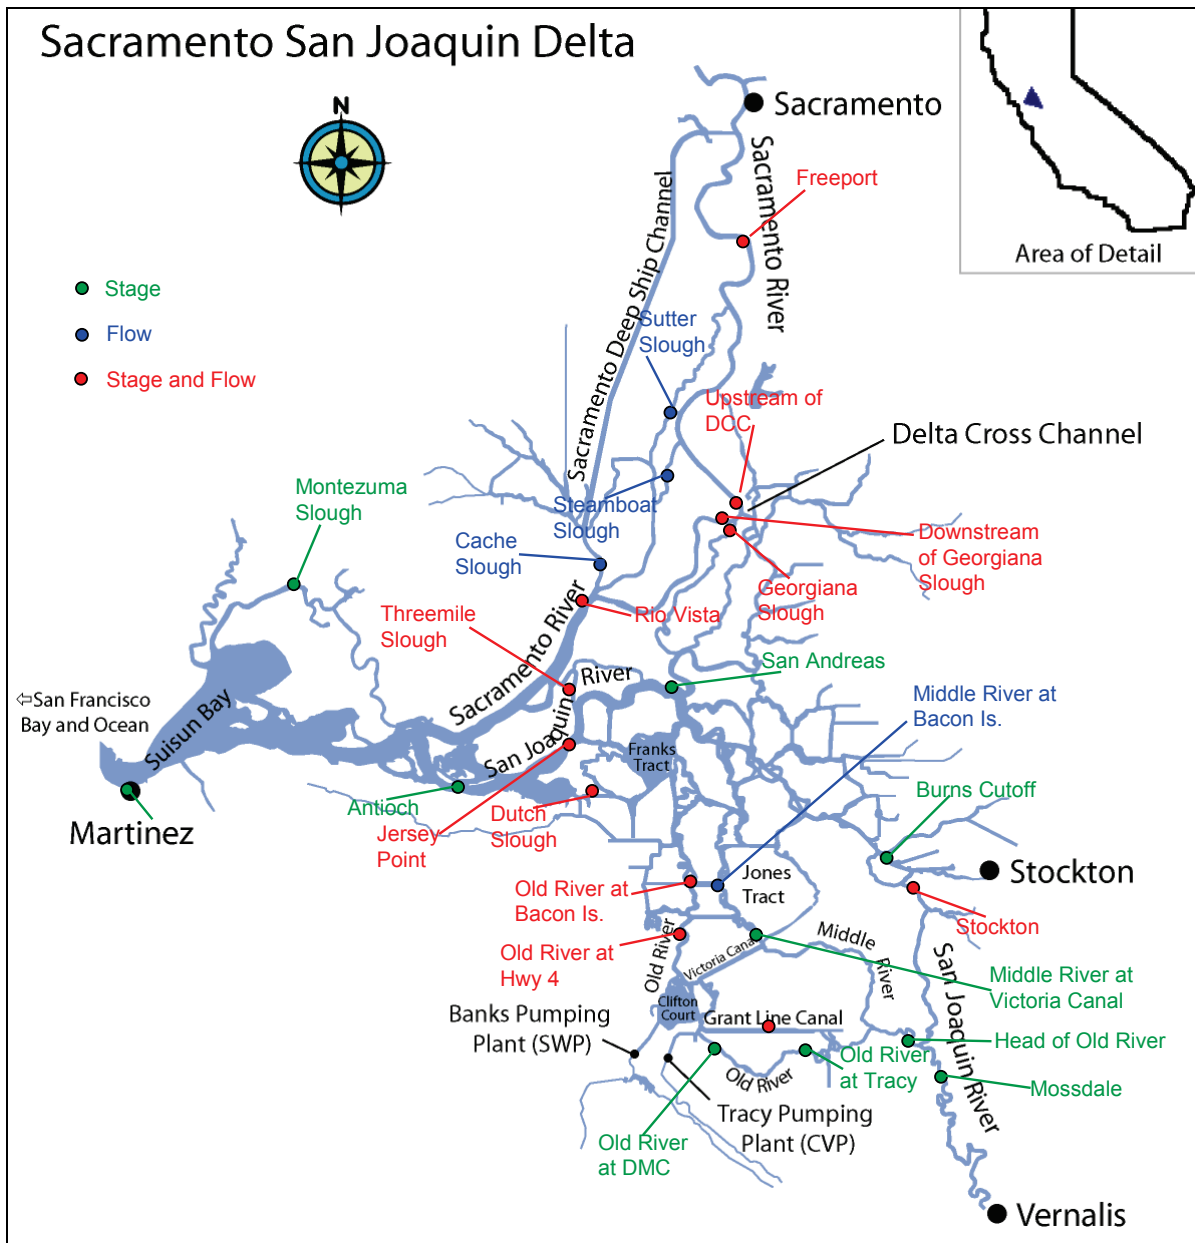 Sacramento San Joaquin Delta
N
Sacramento
Sacramento River
Freeport
Area of Detail
Sacramento Deep Ship Channel
Stage
Flow
Stage and Flow
Sutter
Slough
Upstream of
DCC
Delta Cross Channel
Montezuma
Slough
Steamboat
Slough
Cache
Slough
Downstream
of Georgiana
Slough
Georgiana
Slough
Threemile
Slough
Rio Vista
Sacramento River
San Andreas
River
San Joaquin
Middle River at
Bacon Is.
⇦San Francisco
Bay and Ocean
Suisun Bay
Franks
Tract
Burns Cutoff
Antioch
Jersey
Point
Dutch
Slough
Martinez
Jones
Tract
Stockton
Old River at
Bacon Is.
Stockton
Old River at
Hwy 4
Old River
Victoria Canal
Middle
River
San Joaquin River
Middle River at
Victoria Canal
Clifton
Court
Banks Pumping
Plant (SWP)
Grant Line Canal
Head of Old River
Old River
at Tracy
Old River
Mossdale
Tracy Pumping
Plant (CVP)
Old River
at DMC
Vernalis